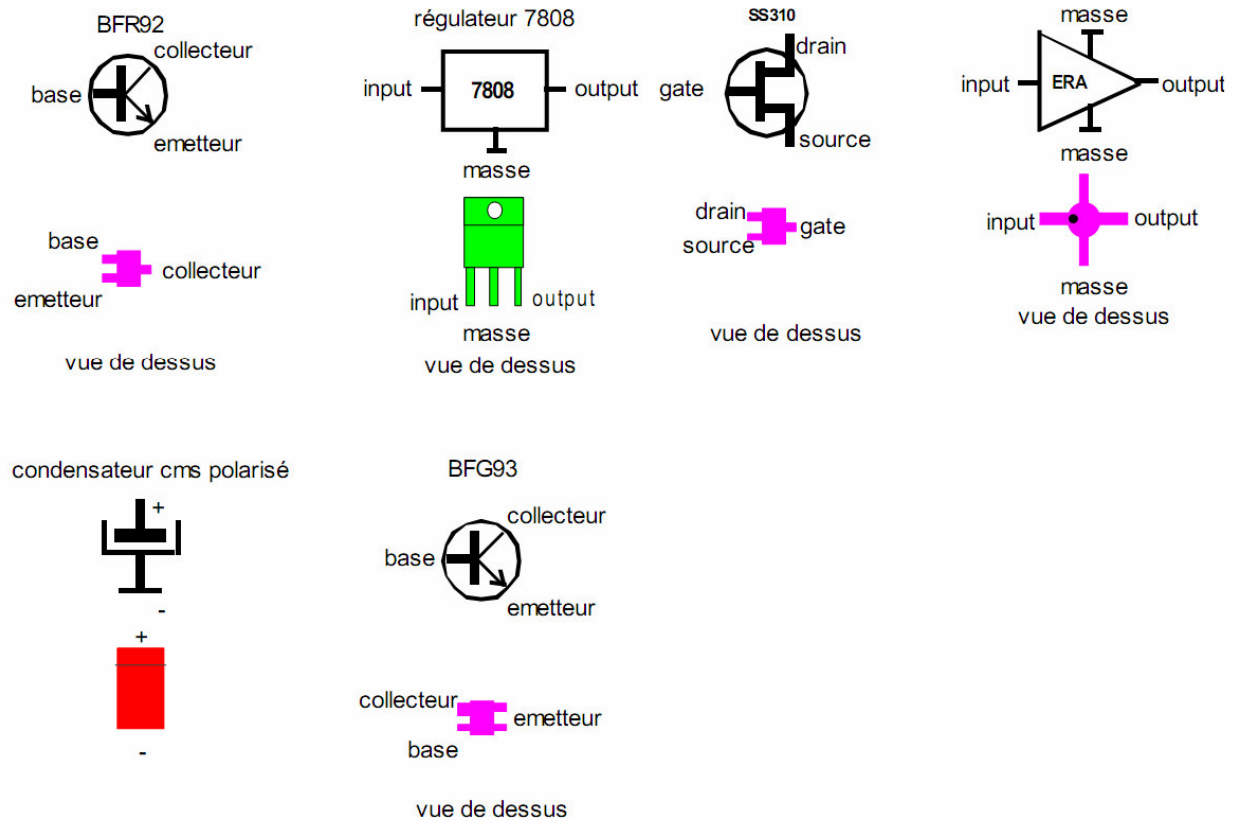 BFR92
collecteur
base
emetteur
base
collecteur
emetteur
vue de dessus
régulateur 7808
input
7808
output
masse
input
output
masse
vue de dessus
SS310
drain
gate
source
drain
gate
source
vue de dessus
masse
input
ERA
output
masse
input
output
masse
vue de dessus
condensateur cms polarisé
+
-
+
-
BFG93
collecteur
base
emetteur
collecteur
emetteur
base
vue de dessus